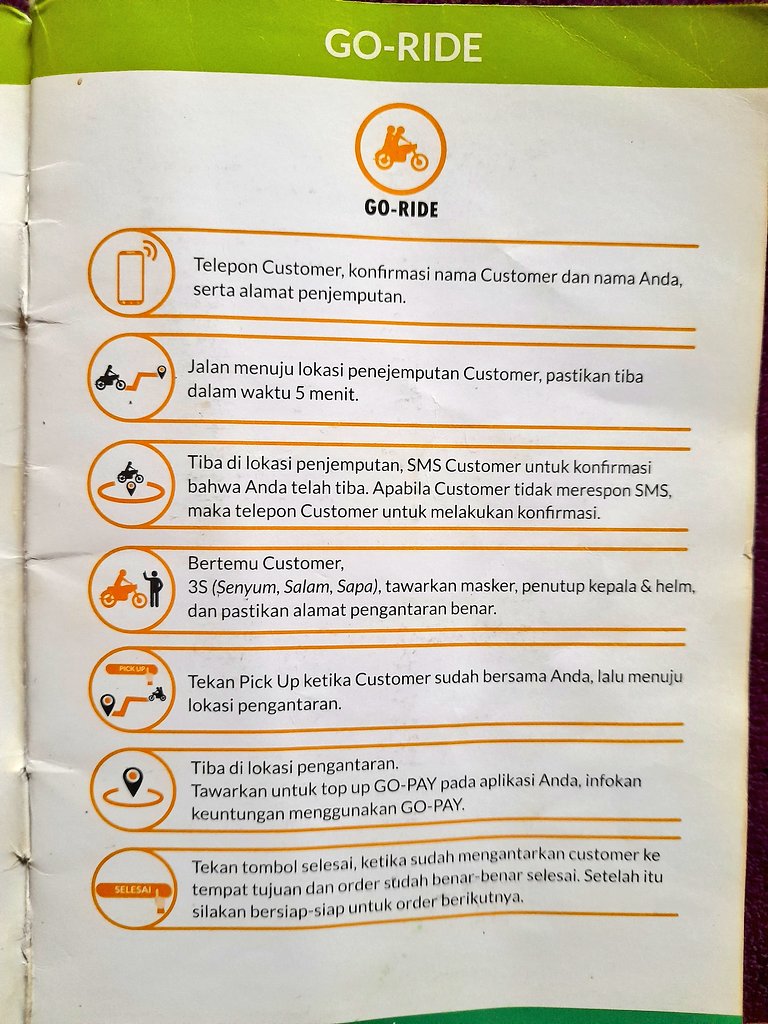 GO-RIDE
GO-RIDE
Telepon Customer, konfirmasi nama Customer dan nama Anda,
serta alamat penjemputan.
Jalan menuju lokasi penejemputan Customer, pastikan tiba
dalam waktu 5 menit.
Tiba di lokasi penjemputan, SMS Customer untuk konfirmasi
bahwa Anda telah tiba. Apabila Customer tidak merespon SMS,
maka telepon Customer untuk melakukan konfirmasi.
Bertemu Customer,
3S (Senyum, Salam, Sapa), tawarkan masker, penutup kepala & helm,
dan pastikan alamat pengantaran benar.
PICK UP
Tekan Pick Up ketika Customer sudah bersama Anda, lalu menuju
lokasi pengantaran.
Tiba di lokasi pengantaran.
Tawarkan untuk top up GO-PAY pada aplikasi Anda, infokan
keuntungan menggunakan GO-PAY.
SELESAI
Tekan tombol selesai, ketika sudah mengantarkan customer ke
tempat tujuan dan order sudah benar-benar selesai. Setelah itu
silakan bersiap-siap untuk order berikutnya.